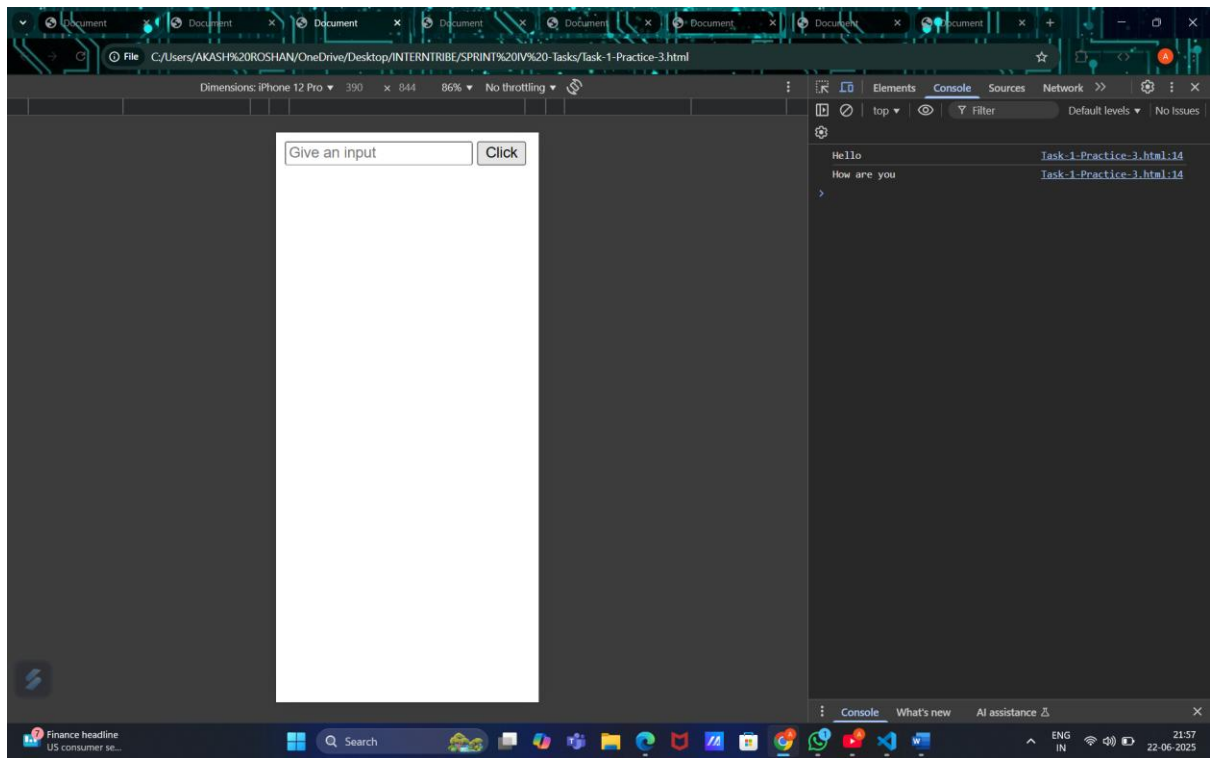 Document Document Document Document Document Document Document Document
File C:/Users/AKASH%20ROSHAN/OneDrive/Desktop/INTERNTRIBE/SPRINT%20IV%20-Tasks/Task-1-Practice-3.html A
Dimensions: iPhone 12 Pro ▼ 390 × 844 86% ▼ No throttling ▼
Elements Console Sources Network >>
top ▼ Filter Default levels ▼ No Issues
Give an input Click
Hello Task-1-Practice-3.html:14
How are you Task-1-Practice-3.html:14
>
Console What's new AI assistance
7 Finance headline
US consumer se...
Search
ENG
IN
21:57
22-06-2025